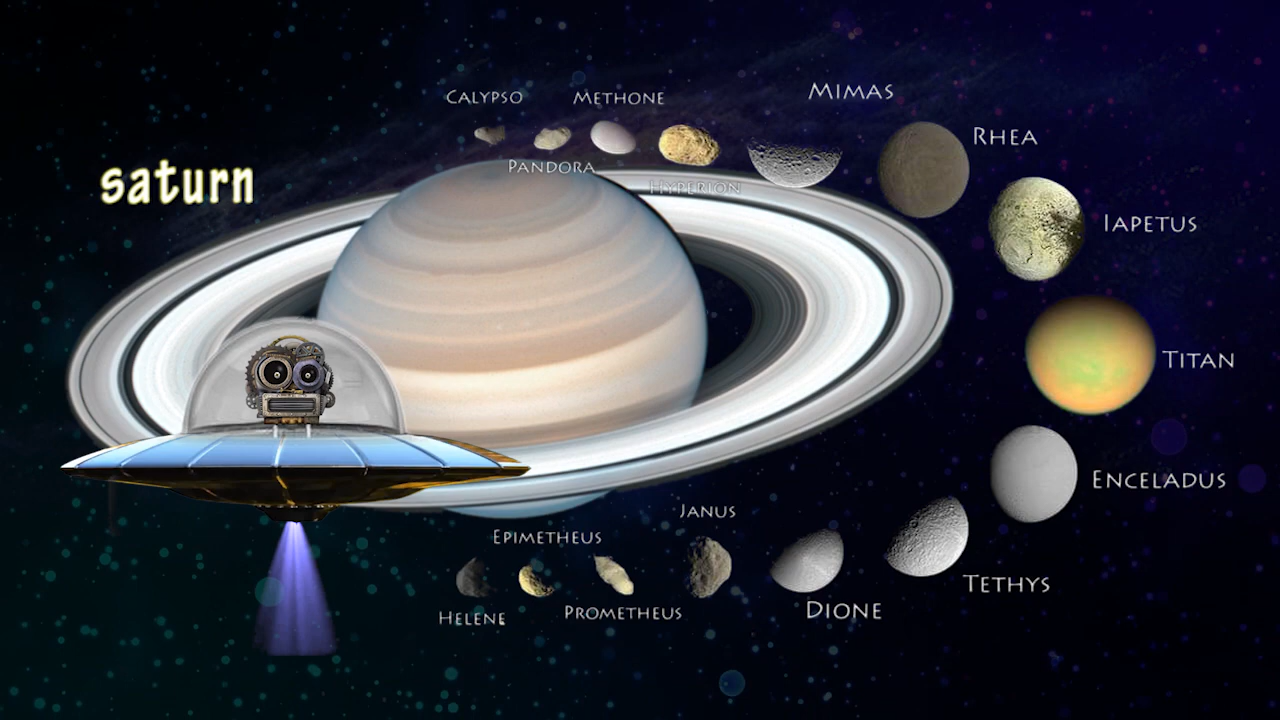 saturn
CALYPSO
METHONE
MIMAS
RHEA
PANDORA
HYPERION
IAPETUS
TITAN
ENCELADUS
JANUS
EPIMETHEUS
TETHYS
DIONE
PROMETHEUS
HELENE